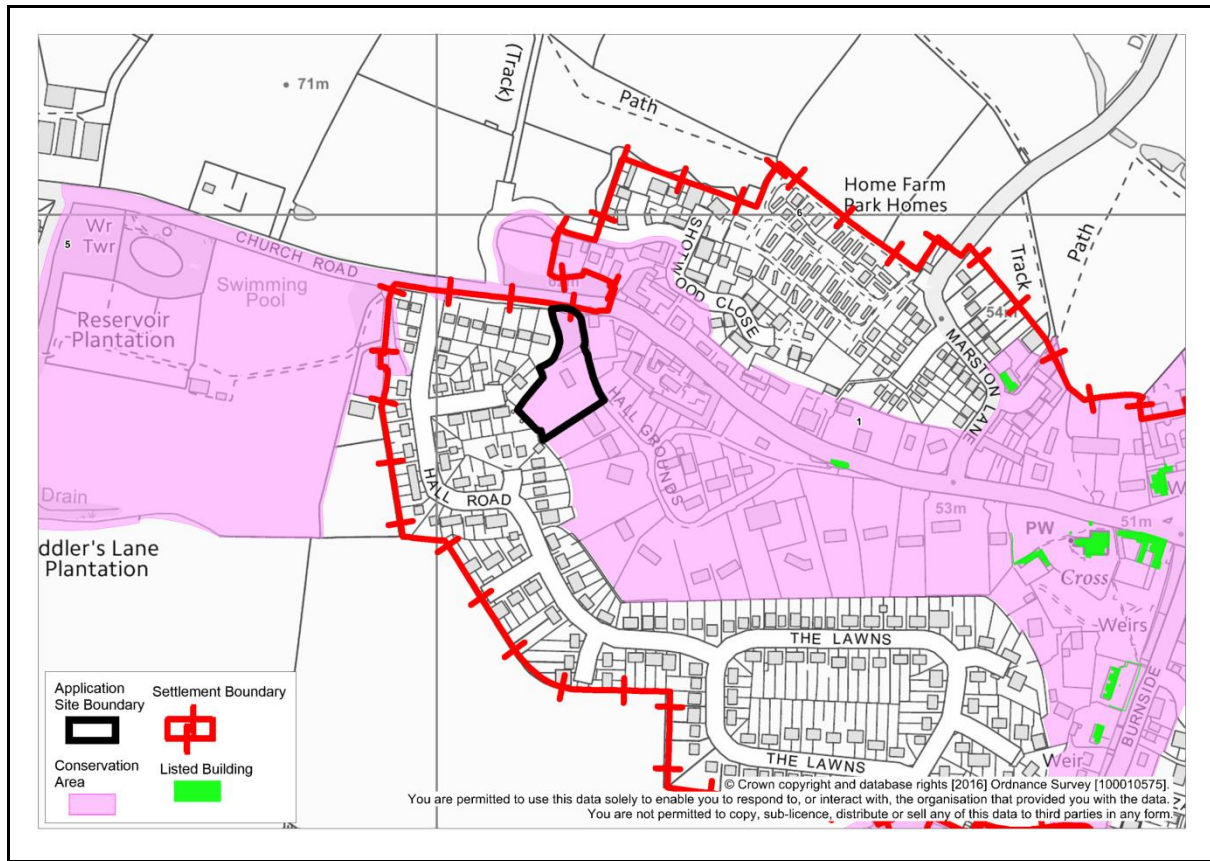 71m
(Track)
Path
Home Farm
Park Homes
6
Wr
Twr
5
CHURCH ROAD
Swimming
Pool
Reservoir
Plantation
SHOTWOOD CLOSE
Track
Path
54m
MARSTON LANE
1
HALL GROUNDS
HALL ROAD
53m
51m
PW
Cross
Weirs
Drain
ddler's Lane
Plantation
THE LAWNS
THE LAWNS
BURNSIDE
Weir
Application
Site Boundary
Settlement Boundary
Conservation
Area
Listed Building
© Crown copyright and database rights [2016] Ordnance Survey [100010575].
You are permitted to use this data solely to enable you to respond to, or interact with, the organisation that provided you with the data.
You are not permitted to copy, sub-licence, distribute or sell any of this data to third parties in any form.